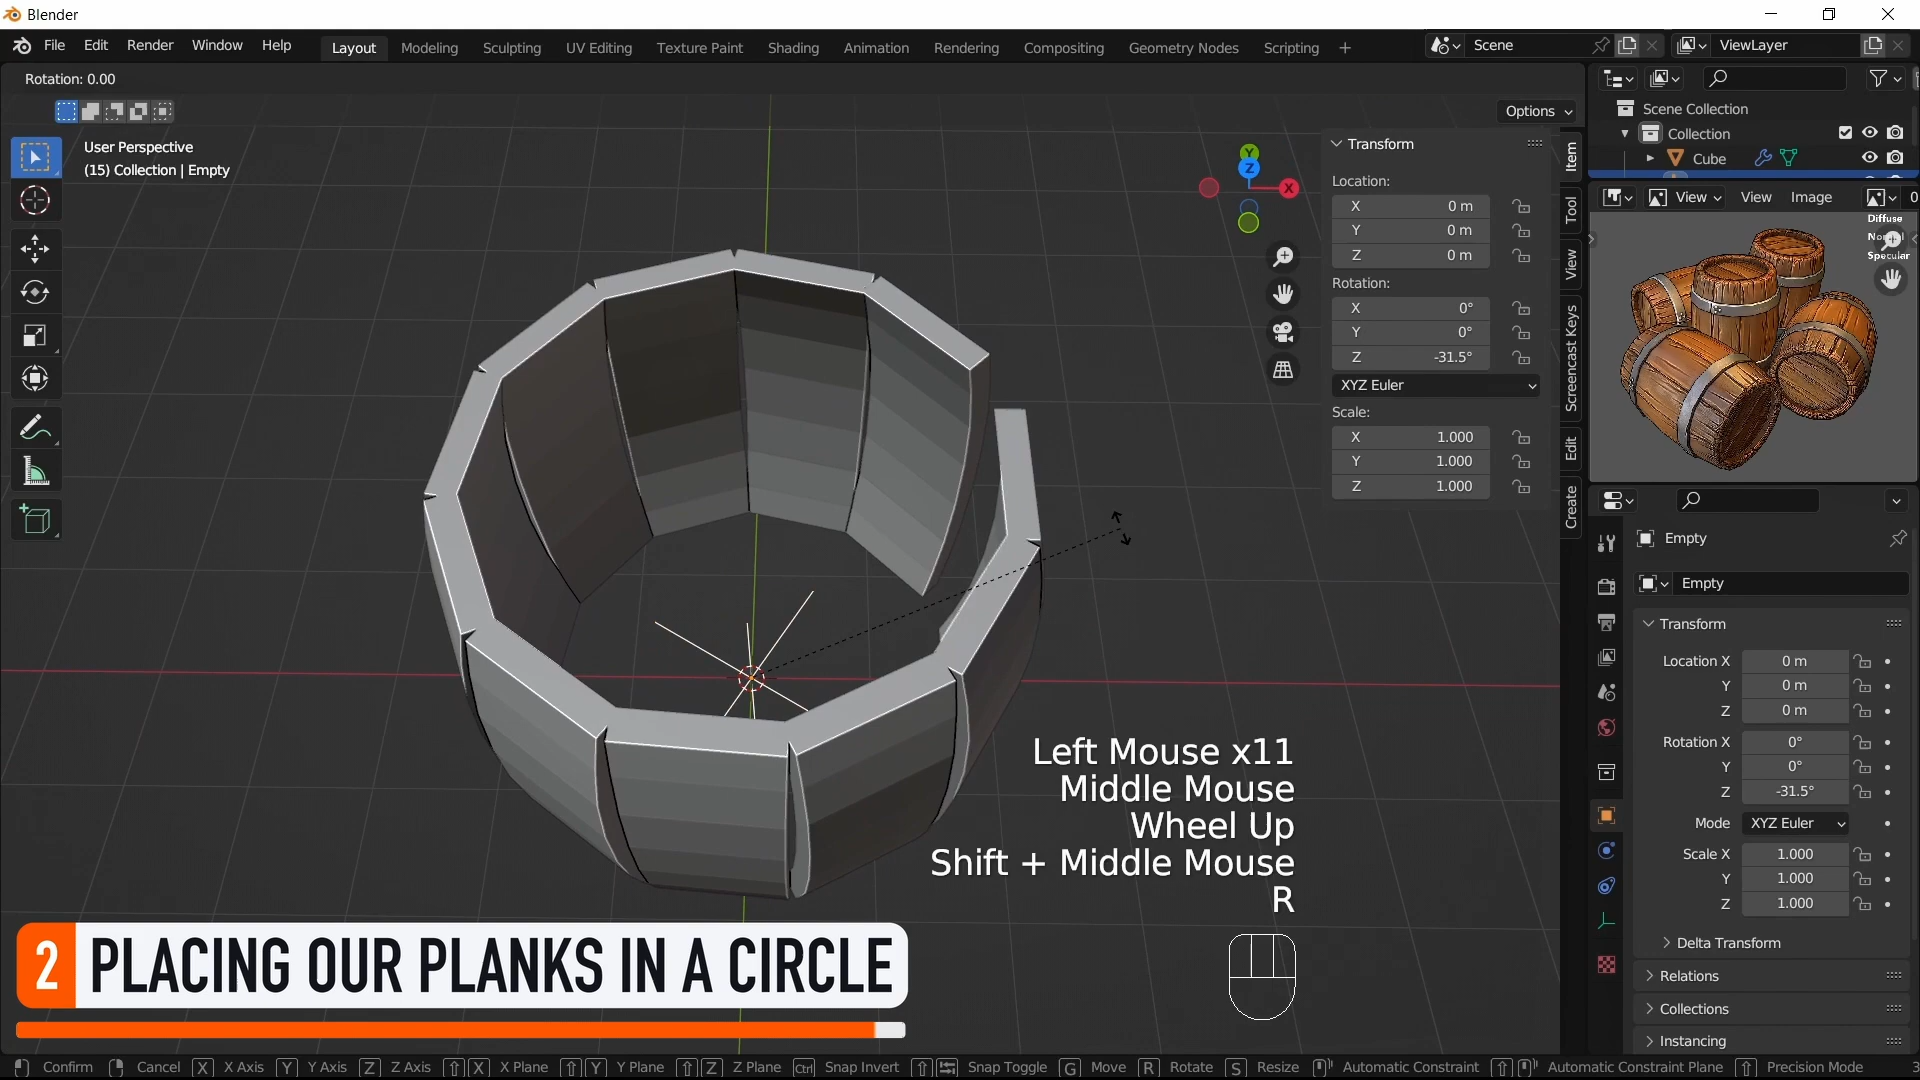 Blender
File Edit Render Window Help
Layout Modeling Sculpting UV Editing Texture Paint Shading Animation Rendering Compositing Geometry Nodes Scripting +
Scene
ViewLayer
Rotation: 0.00
Options
User Perspective
(15) Collection | Empty
Y
Z
X
Transform
Location:
X 0 m
Y 0 m
Z 0 m
Rotation:
X 0°
Y 0°
Z -31.5°
XYZ Euler
Scale:
X 1.000
Y 1.000
Z 1.000
Item
Tool
View
Screencast Keys
Edit
Create
Scene Collection
Collection
Cube
View View Image 0
Diffuse
Specular
Empty
Empty
Transform
Location X 0 m
Y 0 m
Z 0 m
Rotation X 0°
Y 0°
Z -31.5°
Mode XYZ Euler
Scale X 1.000
Y 1.000
Z 1.000
Delta Transform
Relations
Collections
Instancing
Left Mouse x11
Middle Mouse
Wheel Up
Shift + Middle Mouse
R
2 PLACING OUR PLANKS IN A CIRCLE
Confirm Cancel X X Axis Y Y Axis Z Z Axis X X Plane Y Y Plane Z Z Plane Ctrl Snap Invert Snap Toggle G Move R Rotate S Resize Automatic Constraint Automatic Constraint Plane Precision Mode 3